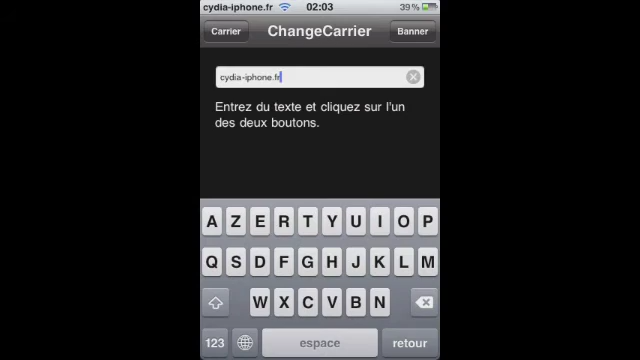 cydia-iphone.fr 02:03 39 %
Carrier ChangeCarrier Banner
cydia-iphone.fr
Entrez du texte et cliquez sur l'un
des deux boutons.
A Z E R T Y U I O P
Q S D F G H J K L M
W X C V B N
123 espace retour